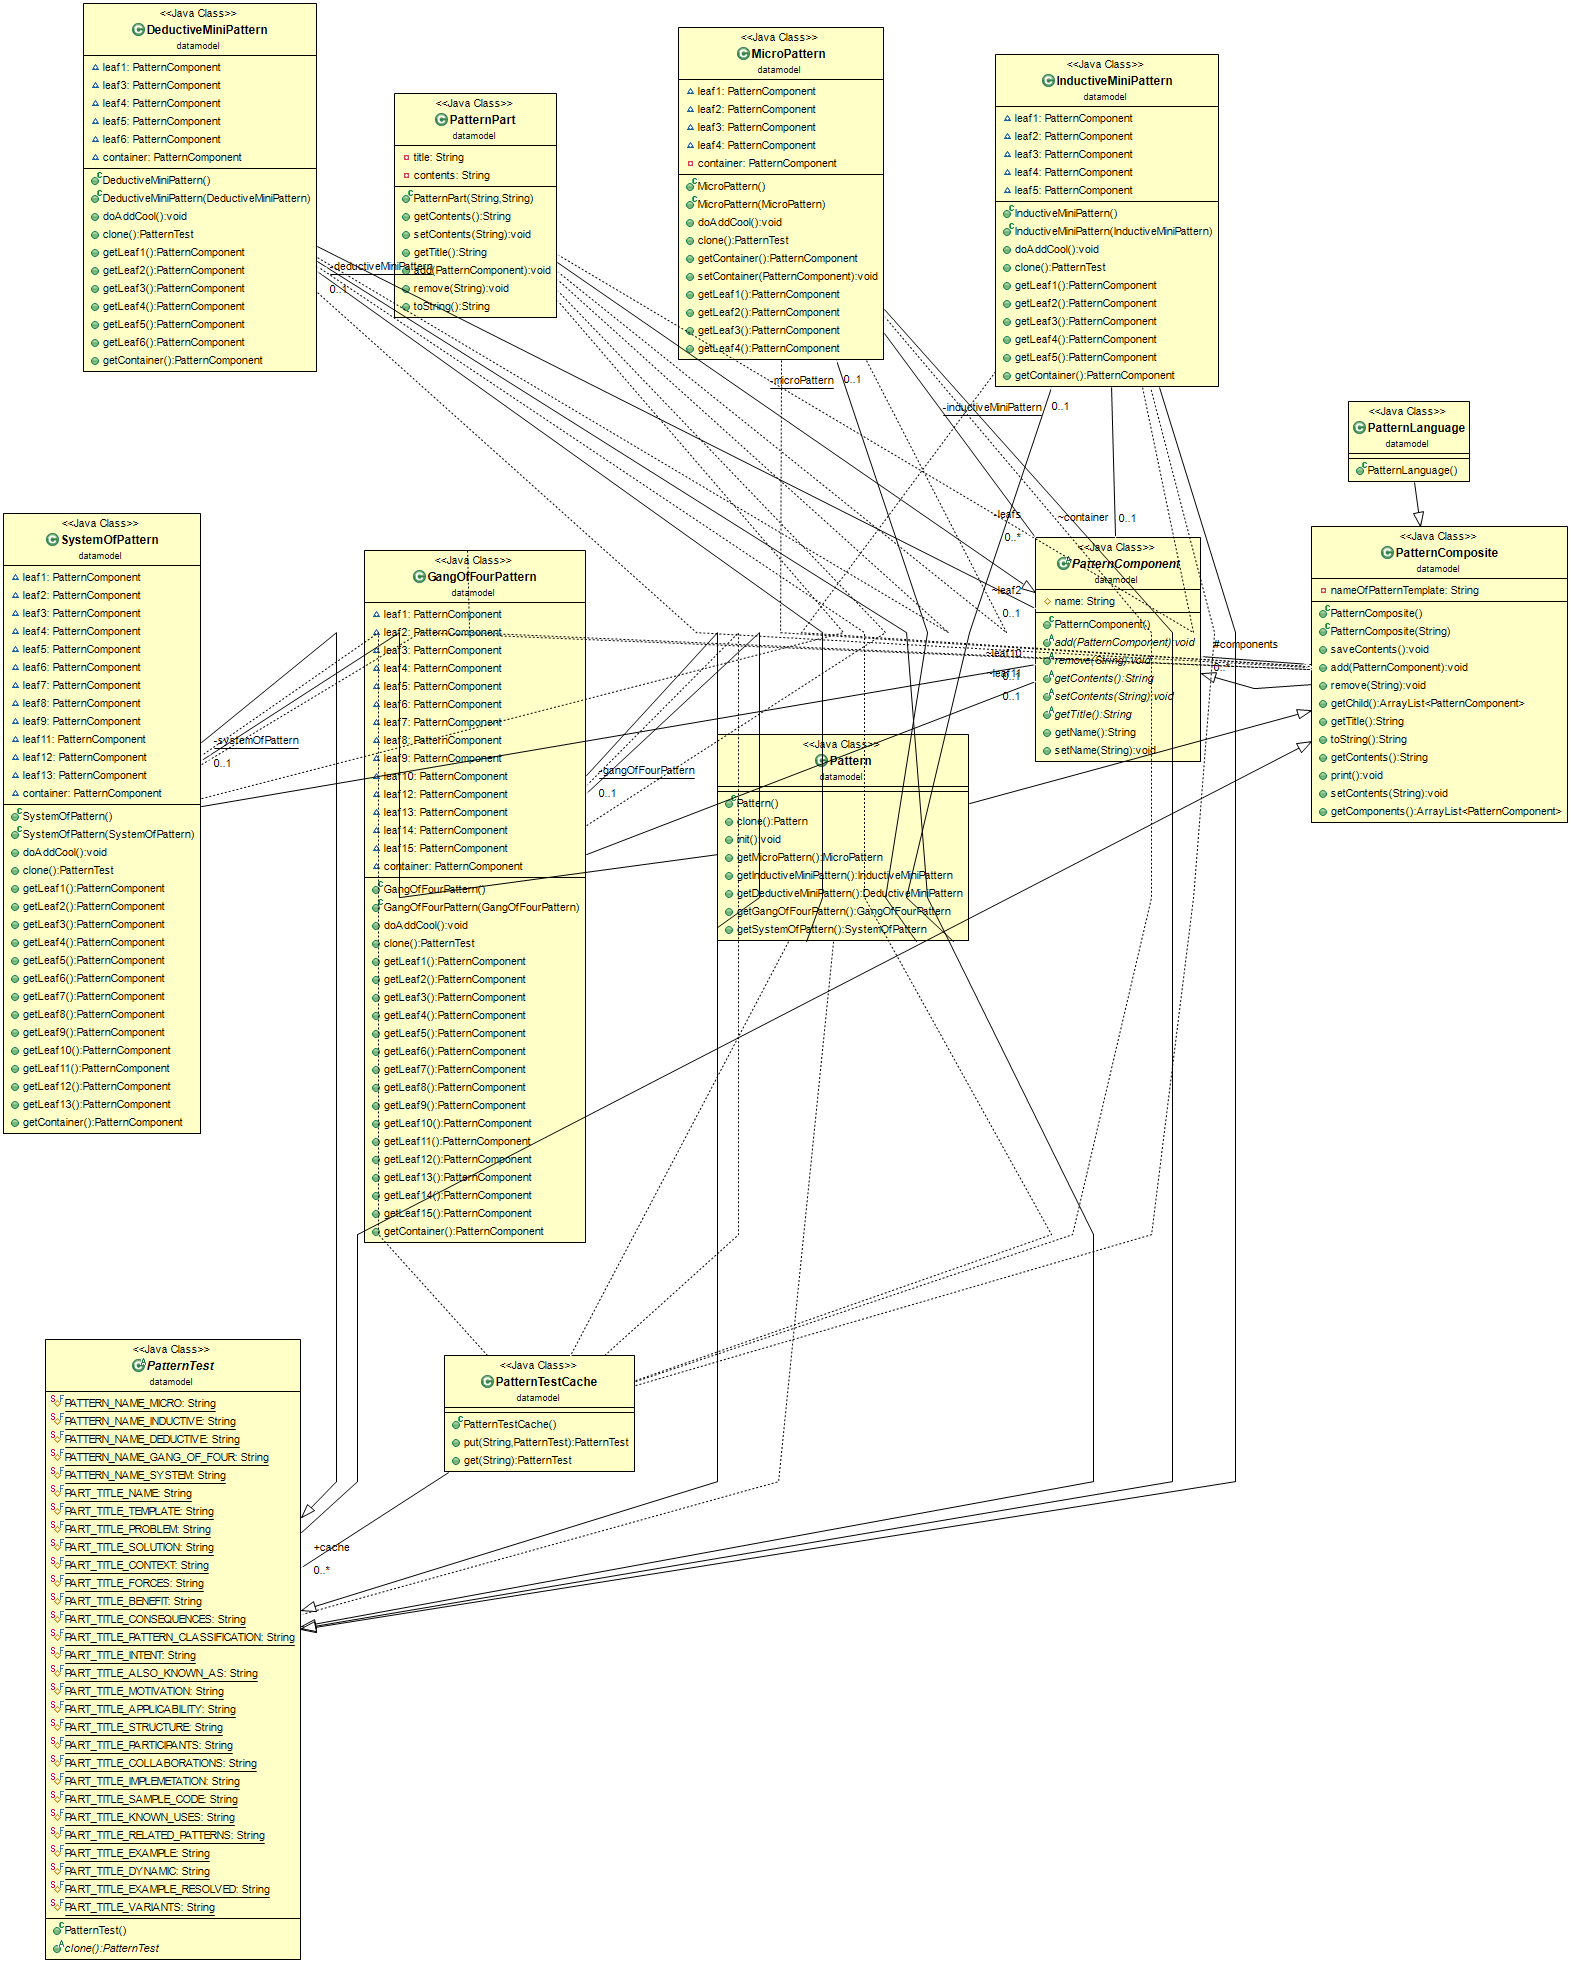 <<Java Class>>
DeductiveMiniPattern
datamodel
leaf1: PatternComponent
leaf3: PatternComponent
leaf4: PatternComponent
leaf5: PatternComponent
leaf6: PatternComponent
container: PatternComponent
DeductiveMiniPattern()
DeductiveMiniPattern(DeductiveMiniPattern)
doAddCool():void
clone():PatternTest
getLeaf1():PatternComponent
getLeaf2():PatternComponent
getLeaf3():PatternComponent
getLeaf4():PatternComponent
getLeaf5():PatternComponent
getLeaf6():PatternComponent
getContainer():PatternComponent
<<Java Class>>
PatternPart
datamodel
title: String
contents: String
PatternPart(String,String)
getContents():String
setContents(String):void
getTitle():String
add(PatternComponent):void
remove(String):void
toString():String
-deductiveMiniPattern
0..1
<<Java Class>>
MicroPattern
datamodel
leaf1: PatternComponent
leaf2: PatternComponent
leaf3: PatternComponent
leaf4: PatternComponent
container: PatternComponent
MicroPattern()
MicroPattern(MicroPattern)
doAddCool():void
clone():PatternTest
getContainer():PatternComponent
setContainer(PatternComponent):void
getLeaf1():PatternComponent
getLeaf2():PatternComponent
getLeaf3():PatternComponent
getLeaf4():PatternComponent
-microPattern
0..1
<<Java Class>>
InductiveMiniPattern
datamodel
leaf1: PatternComponent
leaf2: PatternComponent
leaf3: PatternComponent
leaf4: PatternComponent
leaf5: PatternComponent
InductiveMiniPattern()
InductiveMiniPattern(InductiveMiniPattern)
doAddCool():void
clone():PatternTest
getLeaf1():PatternComponent
getLeaf2():PatternComponent
getLeaf3():PatternComponent
getLeaf4():PatternComponent
getLeaf5():PatternComponent
getContainer():PatternComponent
-inductiveMiniPattern
0..1
<<Java Class>>
PatternLanguage
datamodel
PatternLanguage()
<<Java Class>>
SystemOfPattern
datamodel
leaf1: PatternComponent
leaf2: PatternComponent
leaf3: PatternComponent
leaf4: PatternComponent
leaf5: PatternComponent
leaf6: PatternComponent
leaf7: PatternComponent
leaf8: PatternComponent
leaf9: PatternComponent
leaf11: PatternComponent
leaf12: PatternComponent
leaf13: PatternComponent
container: PatternComponent
SystemOfPattern()
SystemOfPattern(SystemOfPattern)
doAddCool():void
clone():PatternTest
getLeaf1():PatternComponent
getLeaf2():PatternComponent
getLeaf3():PatternComponent
getLeaf4():PatternComponent
getLeaf5():PatternComponent
getLeaf6():PatternComponent
getLeaf7():PatternComponent
getLeaf8():PatternComponent
getLeaf9():PatternComponent
getLeaf10():PatternComponent
getLeaf11():PatternComponent
getLeaf12():PatternComponent
getLeaf13():PatternComponent
getContainer():PatternComponent
-systemOfPattern
0..1
<<Java Class>>
GangOfFourPattern
datamodel
leaf1: PatternComponent
leaf2: PatternComponent
leaf3: PatternComponent
leaf4: PatternComponent
leaf5: PatternComponent
leaf6: PatternComponent
leaf7: PatternComponent
leaf8: PatternComponent
leaf9: PatternComponent
leaf10: PatternComponent
leaf12: PatternComponent
leaf13: PatternComponent
leaf14: PatternComponent
leaf15: PatternComponent
container: PatternComponent
GangOfFourPattern()
GangOfFourPattern(GangOfFourPattern)
doAddCool():void
clone():PatternTest
getLeaf1():PatternComponent
getLeaf2():PatternComponent
getLeaf3():PatternComponent
getLeaf4():PatternComponent
getLeaf5():PatternComponent
getLeaf6():PatternComponent
getLeaf7():PatternComponent
getLeaf8():PatternComponent
getLeaf9():PatternComponent
getLeaf10():PatternComponent
getLeaf11():PatternComponent
getLeaf12():PatternComponent
getLeaf13():PatternComponent
getLeaf14():PatternComponent
getLeaf15():PatternComponent
getContainer():PatternComponent
-gangOfFourPattern
0..1
-leafs
0..*
~container
0..1
~leaf2
0..1
~leaf10
0..1
~leaf11
0..1
<<Java Class>>
PatternComponent
datamodel
name: String
PatternComponent()
add(PatternComponent):void
remove(String):void
getContents():String
setContents(String):void
getTitle():String
getName():String
setName(String):void
#components
0..*
<<Java Class>>
PatternComposite
datamodel
nameOfPatternTemplate: String
PatternComposite()
PatternComposite(String)
saveContents():void
add(PatternComponent):void
remove(String):void
getChild():ArrayList<PatternComponent>
getTitle():String
toString():String
getContents():String
print():void
setContents(String):void
getComponents():ArrayList<PatternComponent>
<<Java Class>>
Pattern
datamodel
Pattern()
clone():Pattern
init():void
getMicroPattern():MicroPattern
getInductiveMiniPattern():InductiveMiniPattern
getDeductiveMiniPattern():DeductiveMiniPattern
getGangOfFourPattern():GangOfFourPattern
getSystemOfPattern():SystemOfPattern
<<Java Class>>
PatternTest
datamodel
PATTERN_NAME_MICRO: String
PATTERN_NAME_INDUCTIVE: String
PATTERN_NAME_DEDUCTIVE: String
PATTERN_NAME_GANG_OF_FOUR: String
PATTERN_NAME_SYSTEM: String
PART_TITLE_NAME: String
PART_TITLE_TEMPLATE: String
PART_TITLE_PROBLEM: String
PART_TITLE_SOLUTION: String
PART_TITLE_CONTEXT: String
PART_TITLE_FORCES: String
PART_TITLE_BENEFIT: String
PART_TITLE_CONSEQUENCES: String
PART_TITLE_PATTERN_CLASSIFICATION: String
PART_TITLE_INTENT: String
PART_TITLE_ALSO_KNOWN_AS: String
PART_TITLE_MOTIVATION: String
PART_TITLE_APPLICABILITY: String
PART_TITLE_STRUCTURE: String
PART_TITLE_PARTICIPANTS: String
PART_TITLE_COLLABORATIONS: String
PART_TITLE_IMPLEMETATION: String
PART_TITLE_SAMPLE_CODE: String
PART_TITLE_KNOWN_USES: String
PART_TITLE_RELATED_PATTERNS: String
PART_TITLE_EXAMPLE: String
PART_TITLE_DYNAMIC: String
PART_TITLE_EXAMPLE_RESOLVED: String
PART_TITLE_VARIANTS: String
PatternTest()
clone():PatternTest
<<Java Class>>
PatternTestCache
datamodel
PatternTestCache()
put(String,PatternTest):PatternTest
get(String):PatternTest
+cache
0..*